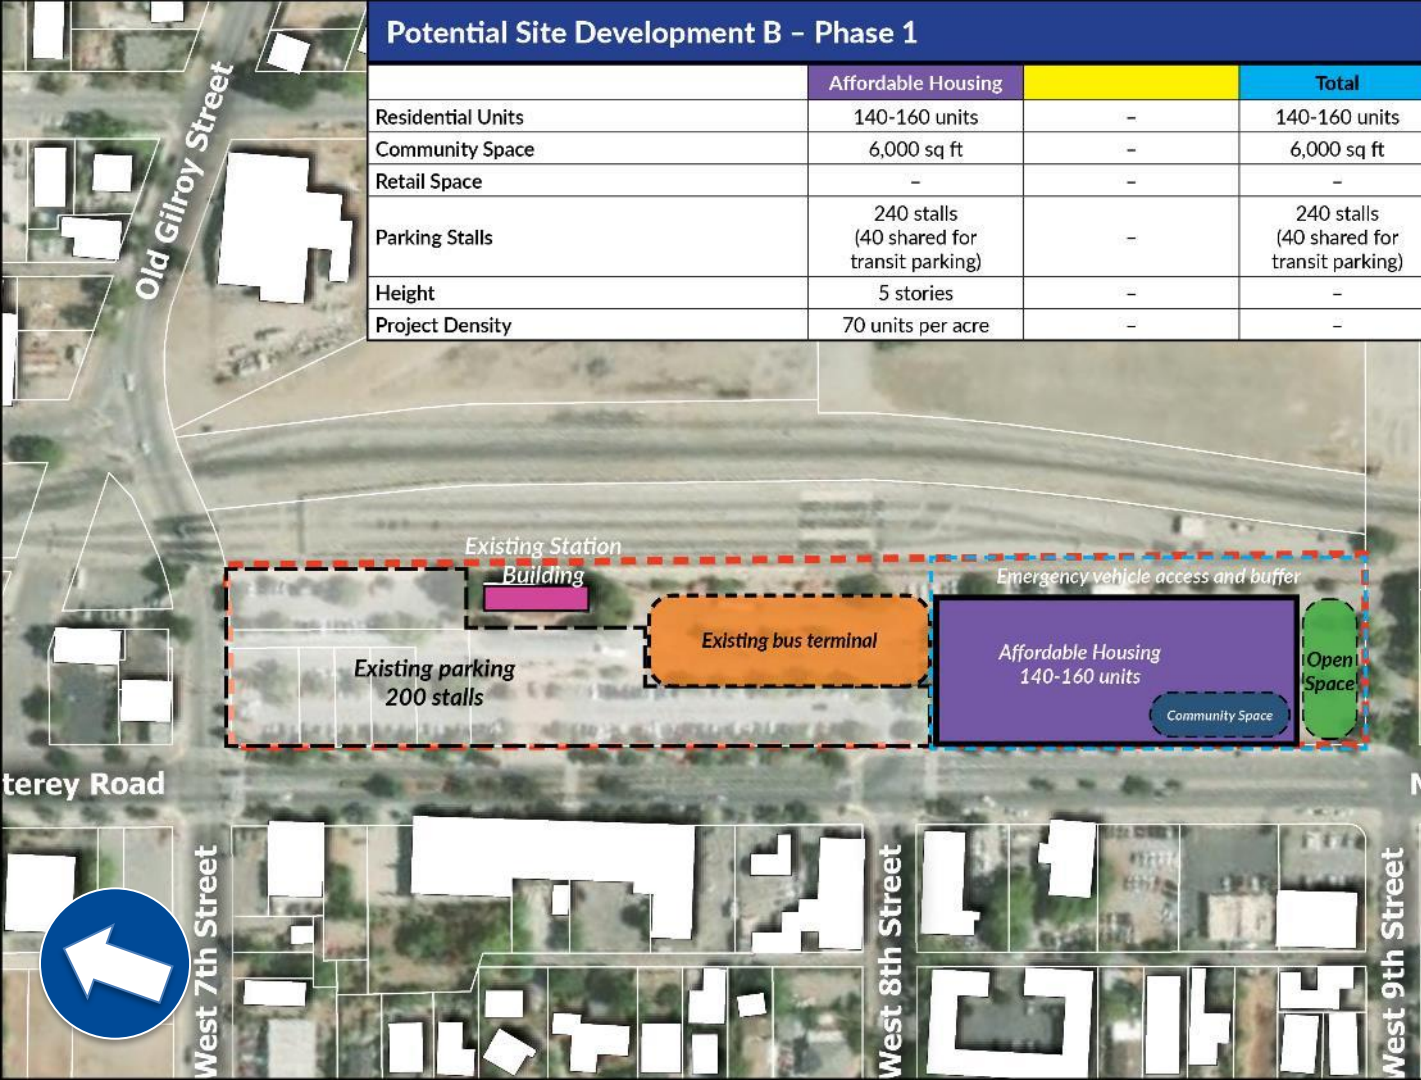 Potential Site Development B – Phase 1
Affordable Housing Total
Residential Units 140-160 units – 140-160 units
Community Space 6,000 sq ft – 6,000 sq ft
Retail Space – – –
Parking Stalls 240 stalls (40 shared for transit parking) – 240 stalls (40 shared for transit parking)
Height 5 stories – –
Project Density 70 units per acre – –
Old Gilroy Street
Existing Station
Building
Emergency vehicle access and buffer
Existing bus terminal
Existing parking
200 stalls
Affordable Housing
140-160 units
Community Space
Open
Space
terey Road
West 7th Street
West 8th Street
West 9th Street